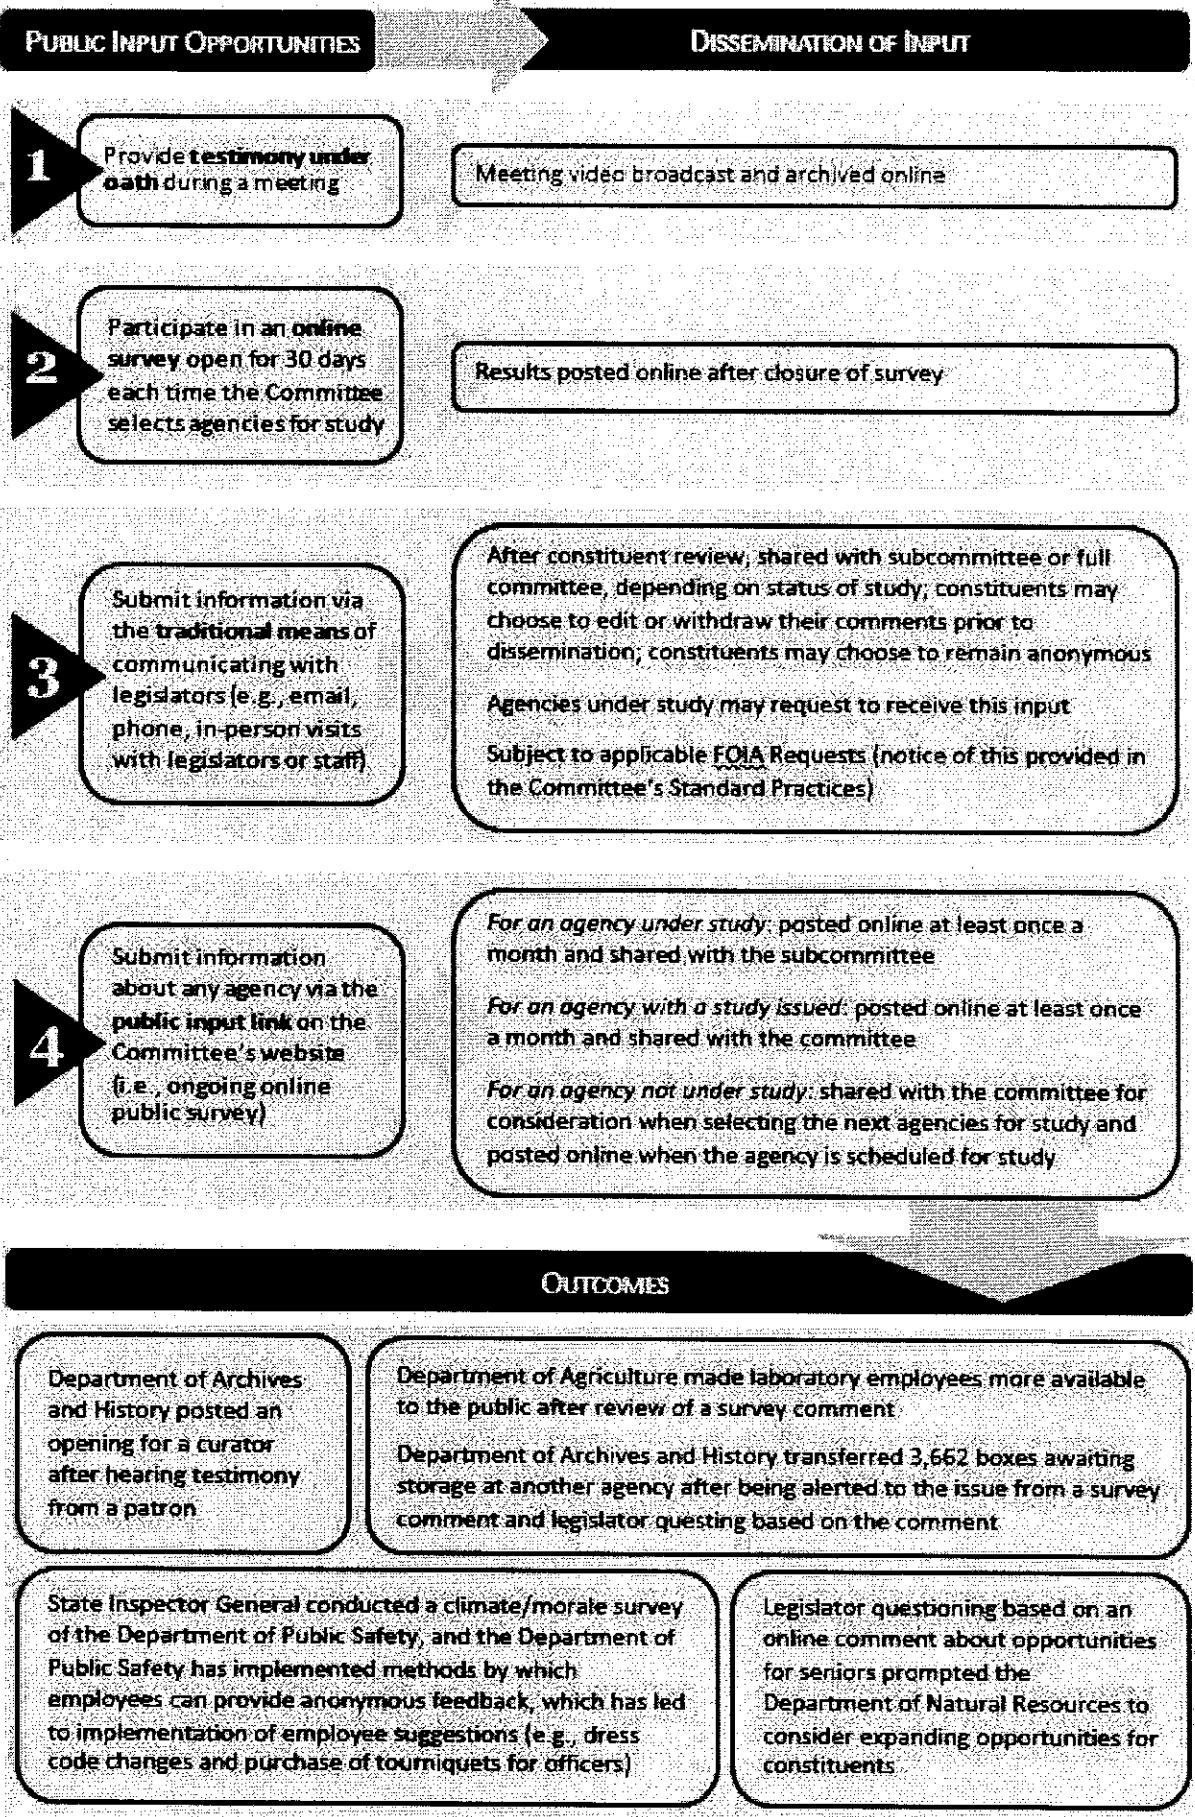 PUBLIC INPUT OPPORTUNITIES
DISSEMINATION OF INPUT
1
Provide testimony under
oath during a meeting
Meeting video broadcast and archived online
2
Participate in an online
survey open for 30 days
each time the Committee
selects agencies for study
Results posted online after closure of survey
3
Submit information via
the traditional means of
communicating with
legislators (e.g., email,
phone, in-person visits
with legislators or staff)
After constituent review, shared with subcommittee or full
committee, depending on status of study; constituents may
choose to edit or withdraw their comments prior to
dissemination; constituents may choose to remain anonymous
Agencies under study may request to receive this input
Subject to applicable FOIA Requests (notice of this provided in
the Committee's Standard Practices)
4
Submit information
about any agency via the
public input link on the
Committee's website
(i.e., ongoing online
public survey)
For an agency under study: posted online at least once a
month and shared with the subcommittee
For an agency with a study issued: posted online at least once
a month and shared with the committee
For an agency not under study: shared with the committee for
consideration when selecting the next agencies for study and
posted online when the agency is scheduled for study
OUTCOMES
Department of Archives
and History posted an
opening for a curator
after hearing testimony
from a patron
Department of Agriculture made laboratory employees more available
to the public after review of a survey comment
Department of Archives and History transferred 3,662 boxes awaiting
storage at another agency after being alerted to the issue from a survey
comment and legislator questing based on the comment
State Inspector General conducted a climate/morale survey
of the Department of Public Safety, and the Department of
Public Safety has implemented methods by which
employees can provide anonymous feedback, which has led
to implementation of employee suggestions (e.g., dress
code changes and purchase of tourniquets for officers)
Legislator questioning based on an
online comment about opportunities
for seniors prompted the
Department of Natural Resources to
consider expanding opportunities for
constituents